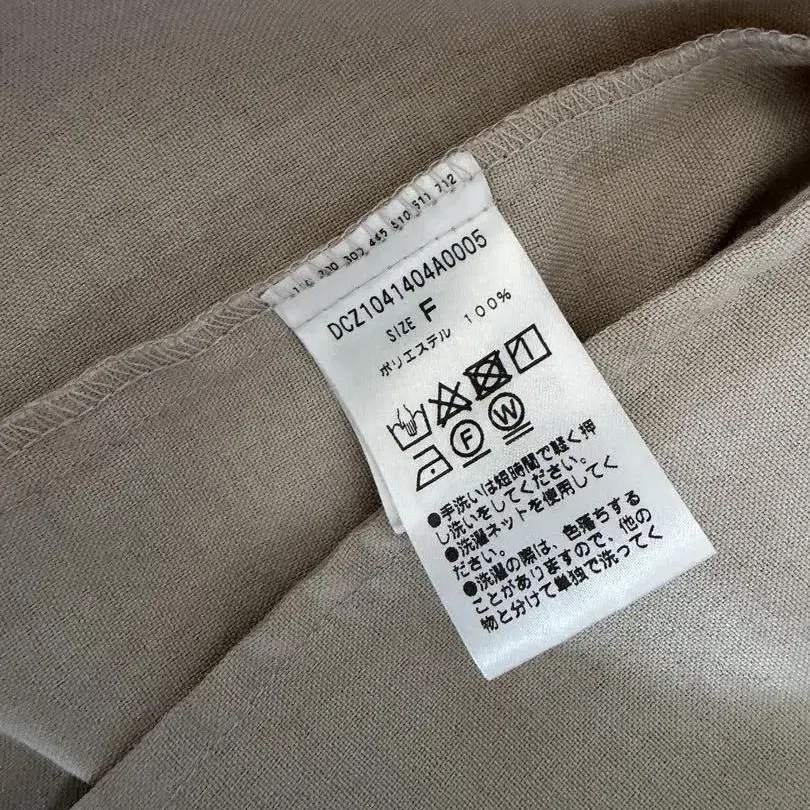 DCZ1041404A0005
SIZE F
ポリエステル 100%
F W
●手洗いは短時間で軽く押
し洗いをしてください。
●洗濯ネットを使用してく
ださい。
●洗濯の際は、色落ちする
ことがありますので、他の
物と分けて単独で洗ってく